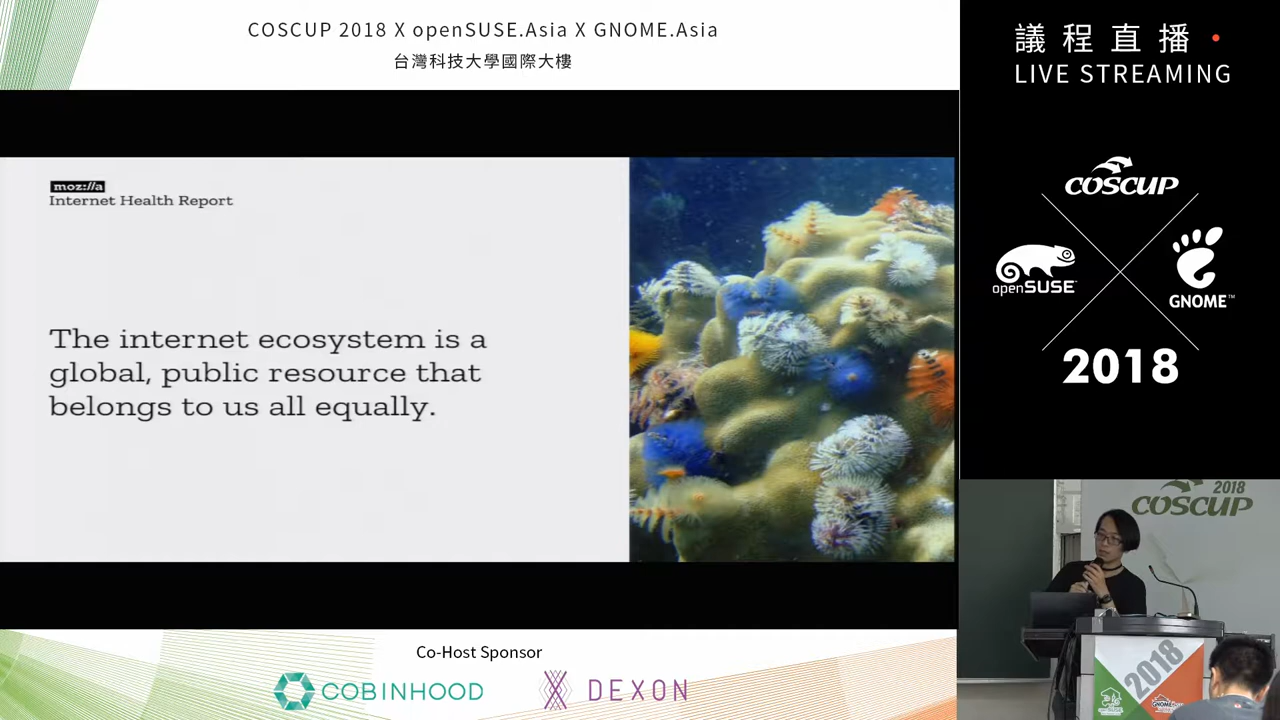 COSCUP 2018 X openSUSE.Asia X GNOME.Asia
台灣科技大學國際大樓
議程直播
LIVE STREAMING
moz://a
Internet Health Report
The internet ecosystem is a
global, public resource that
belongs to us all equally.
COSCUP
openSUSE
GNOME™
2018
2018
COSCUP
2018
Co-Host Sponsor
COBINHOOD
DEXON